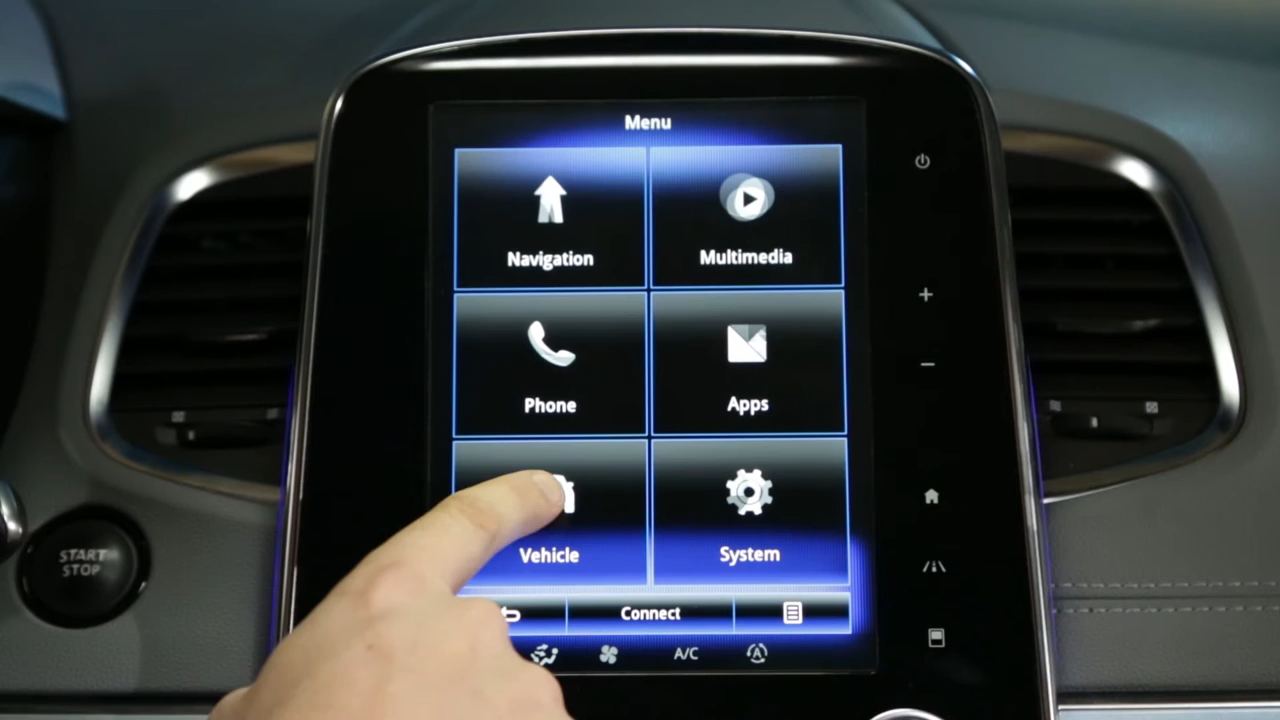 Menu
Navigation
Multimedia
Phone
Apps
Vehicle
System
Connect
A/C
START
STOP